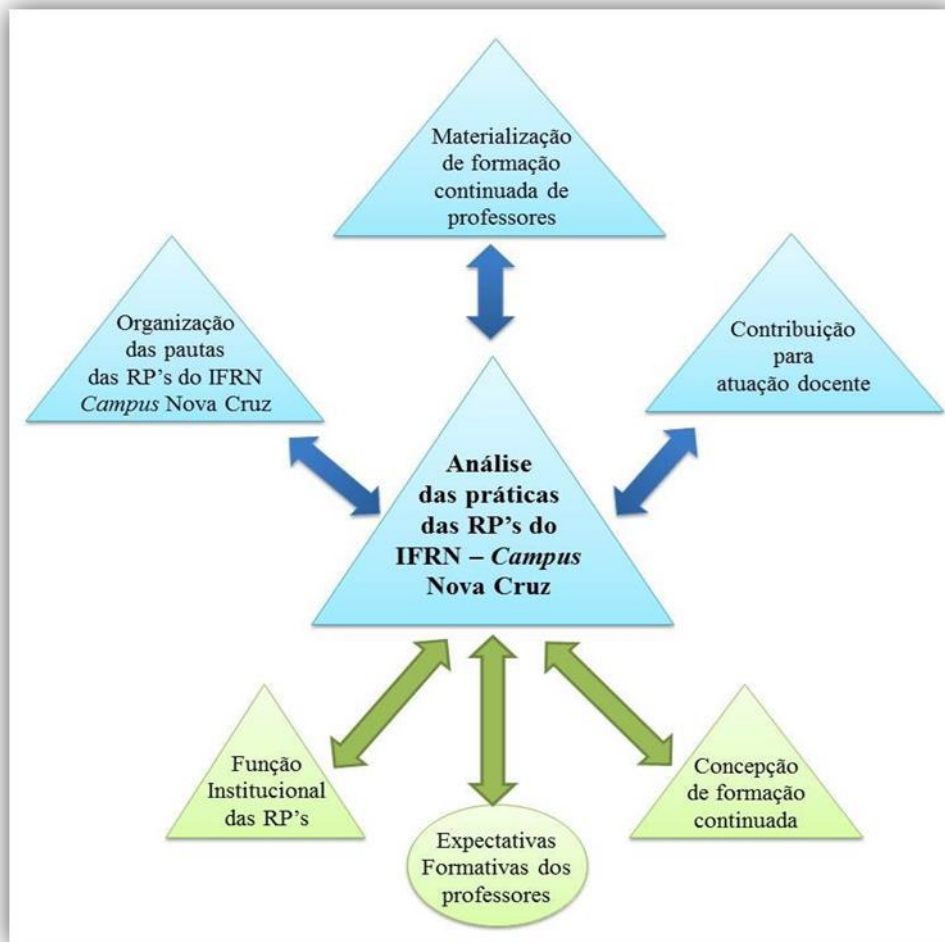 Materialização
de formação
continuada de
professores
Organização
das pautas
das RP’s do IFRN
Campus Nova Cruz
Contribuição
para
atuação docente
Análise
das práticas
das RP’s do
IFRN – Campus
Nova Cruz
Função
Institucional
das RP’s
Expectativas
Formativas dos
professores
Concepção
de formação
continuada